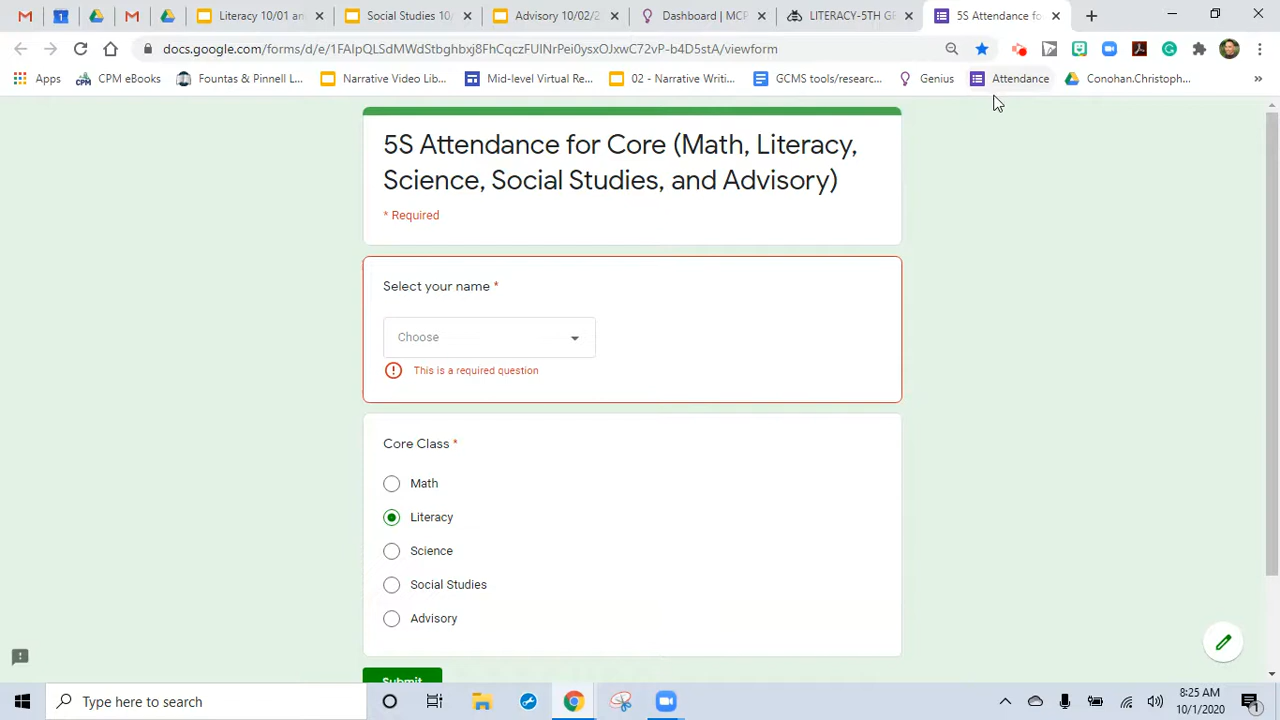 Literacy 10/01 an
Social Studies 10/
Advisory 10/02/2
Dashboard | MCP
LITERACY-5TH GR
5S Attendance fo
docs.google.com/forms/d/e/
/viewform
Apps
CPM eBooks
Fountas & Pinnell L...
Narrative Video Lib...
Mid-level Virtual Re...
02 - Narrative Writi...
GCMS tools/researc...
Genius
Attendance
Conohan.Christoph...
»
5S Attendance for Core (Math, Literacy,
Science, Social Studies, and Advisory)
* Required
Select your name *
Choose
This is a required question
Core Class *
Math
Literacy
Science
Social Studies
Advisory
Submit
Type here to search
8:25 AM
10/1/2020